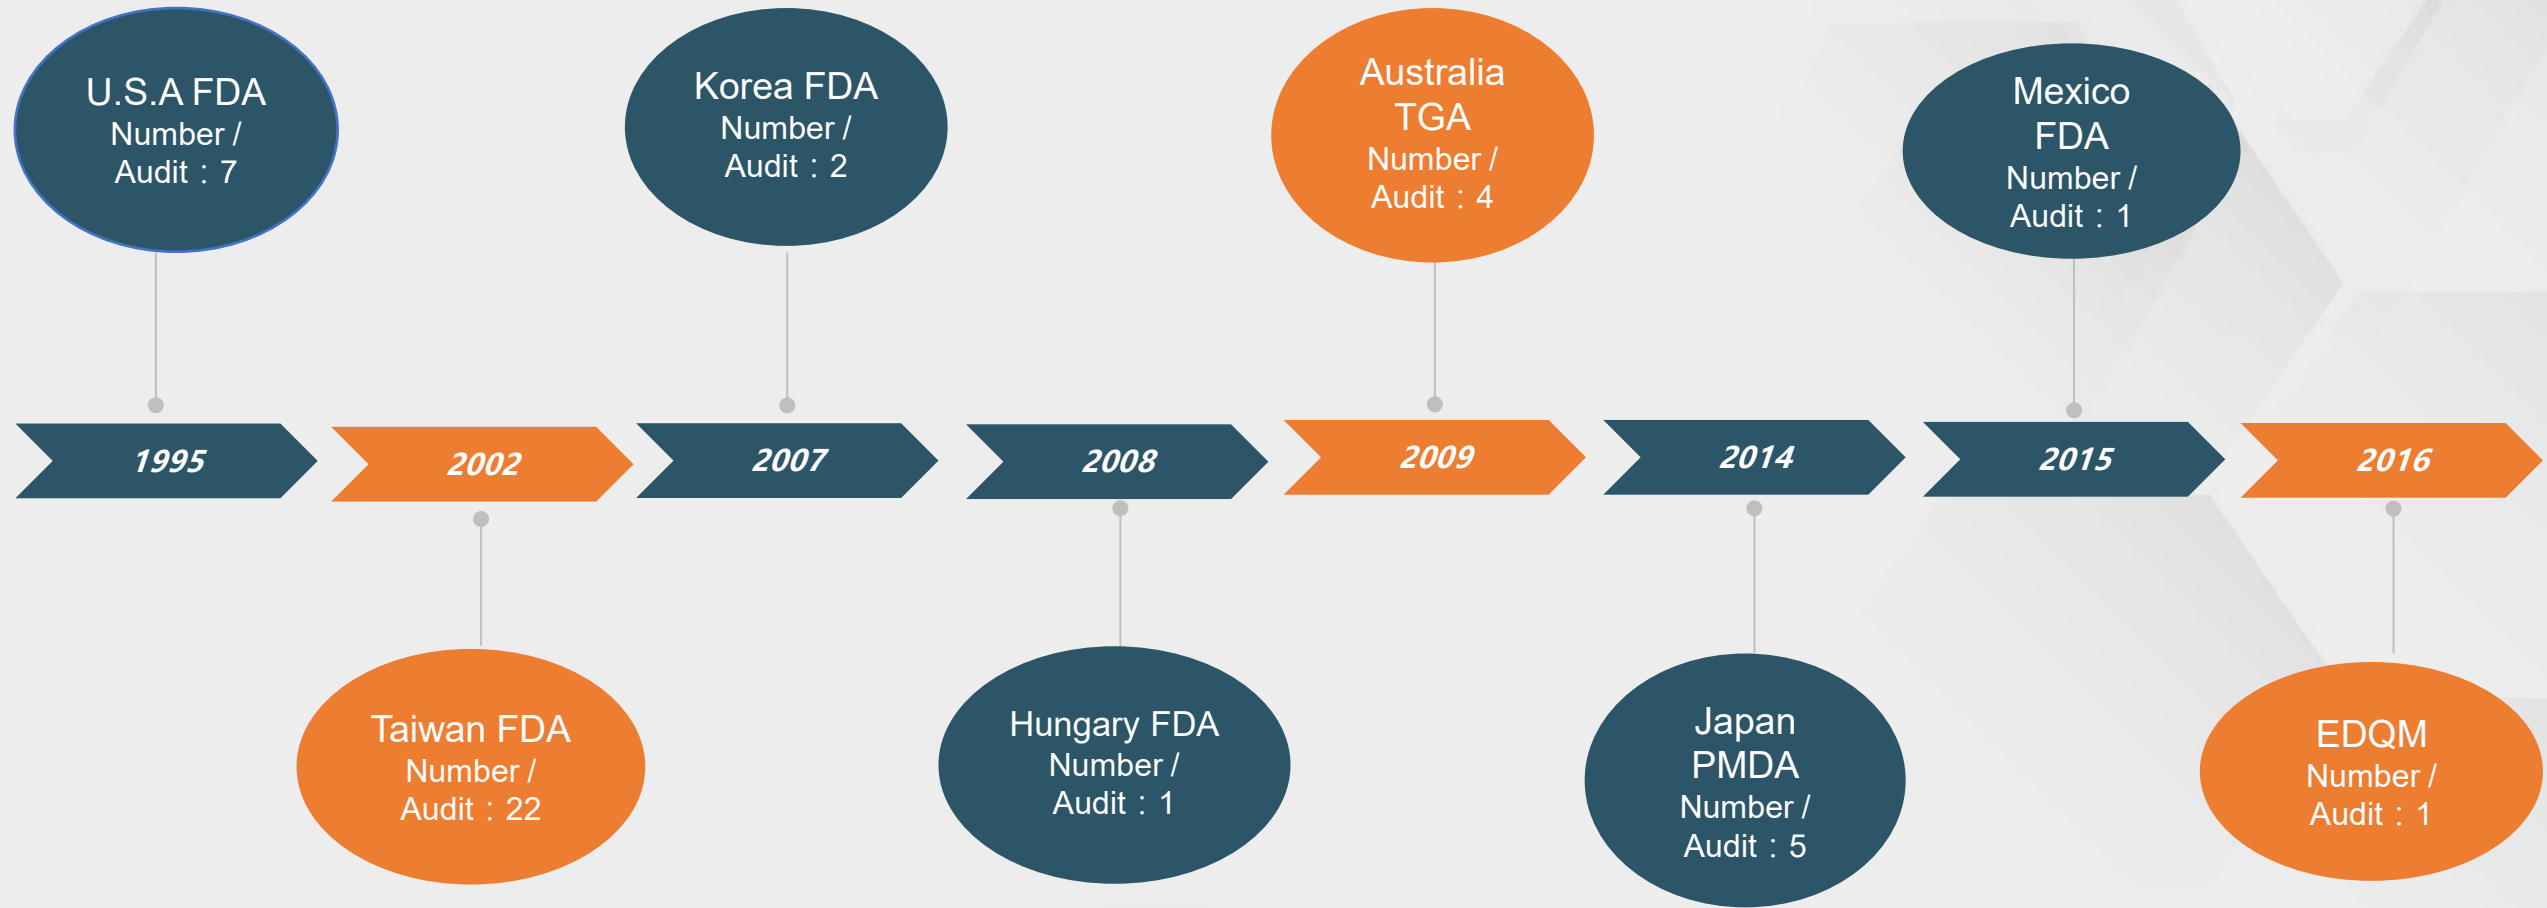 U.S.A FDA
Number /
Audit：7
Korea FDA
Number /
Audit：2
Australia
TGA
Number /
Audit：4
Mexico
FDA
Number /
Audit：1
1995
2002
2007
2008
2009
2014
2015
2016
Taiwan FDA
Number /
Audit：22
Hungary FDA
Number /
Audit：1
Japan
PMDA
Number /
Audit：5
EDQM
Number /
Audit：1